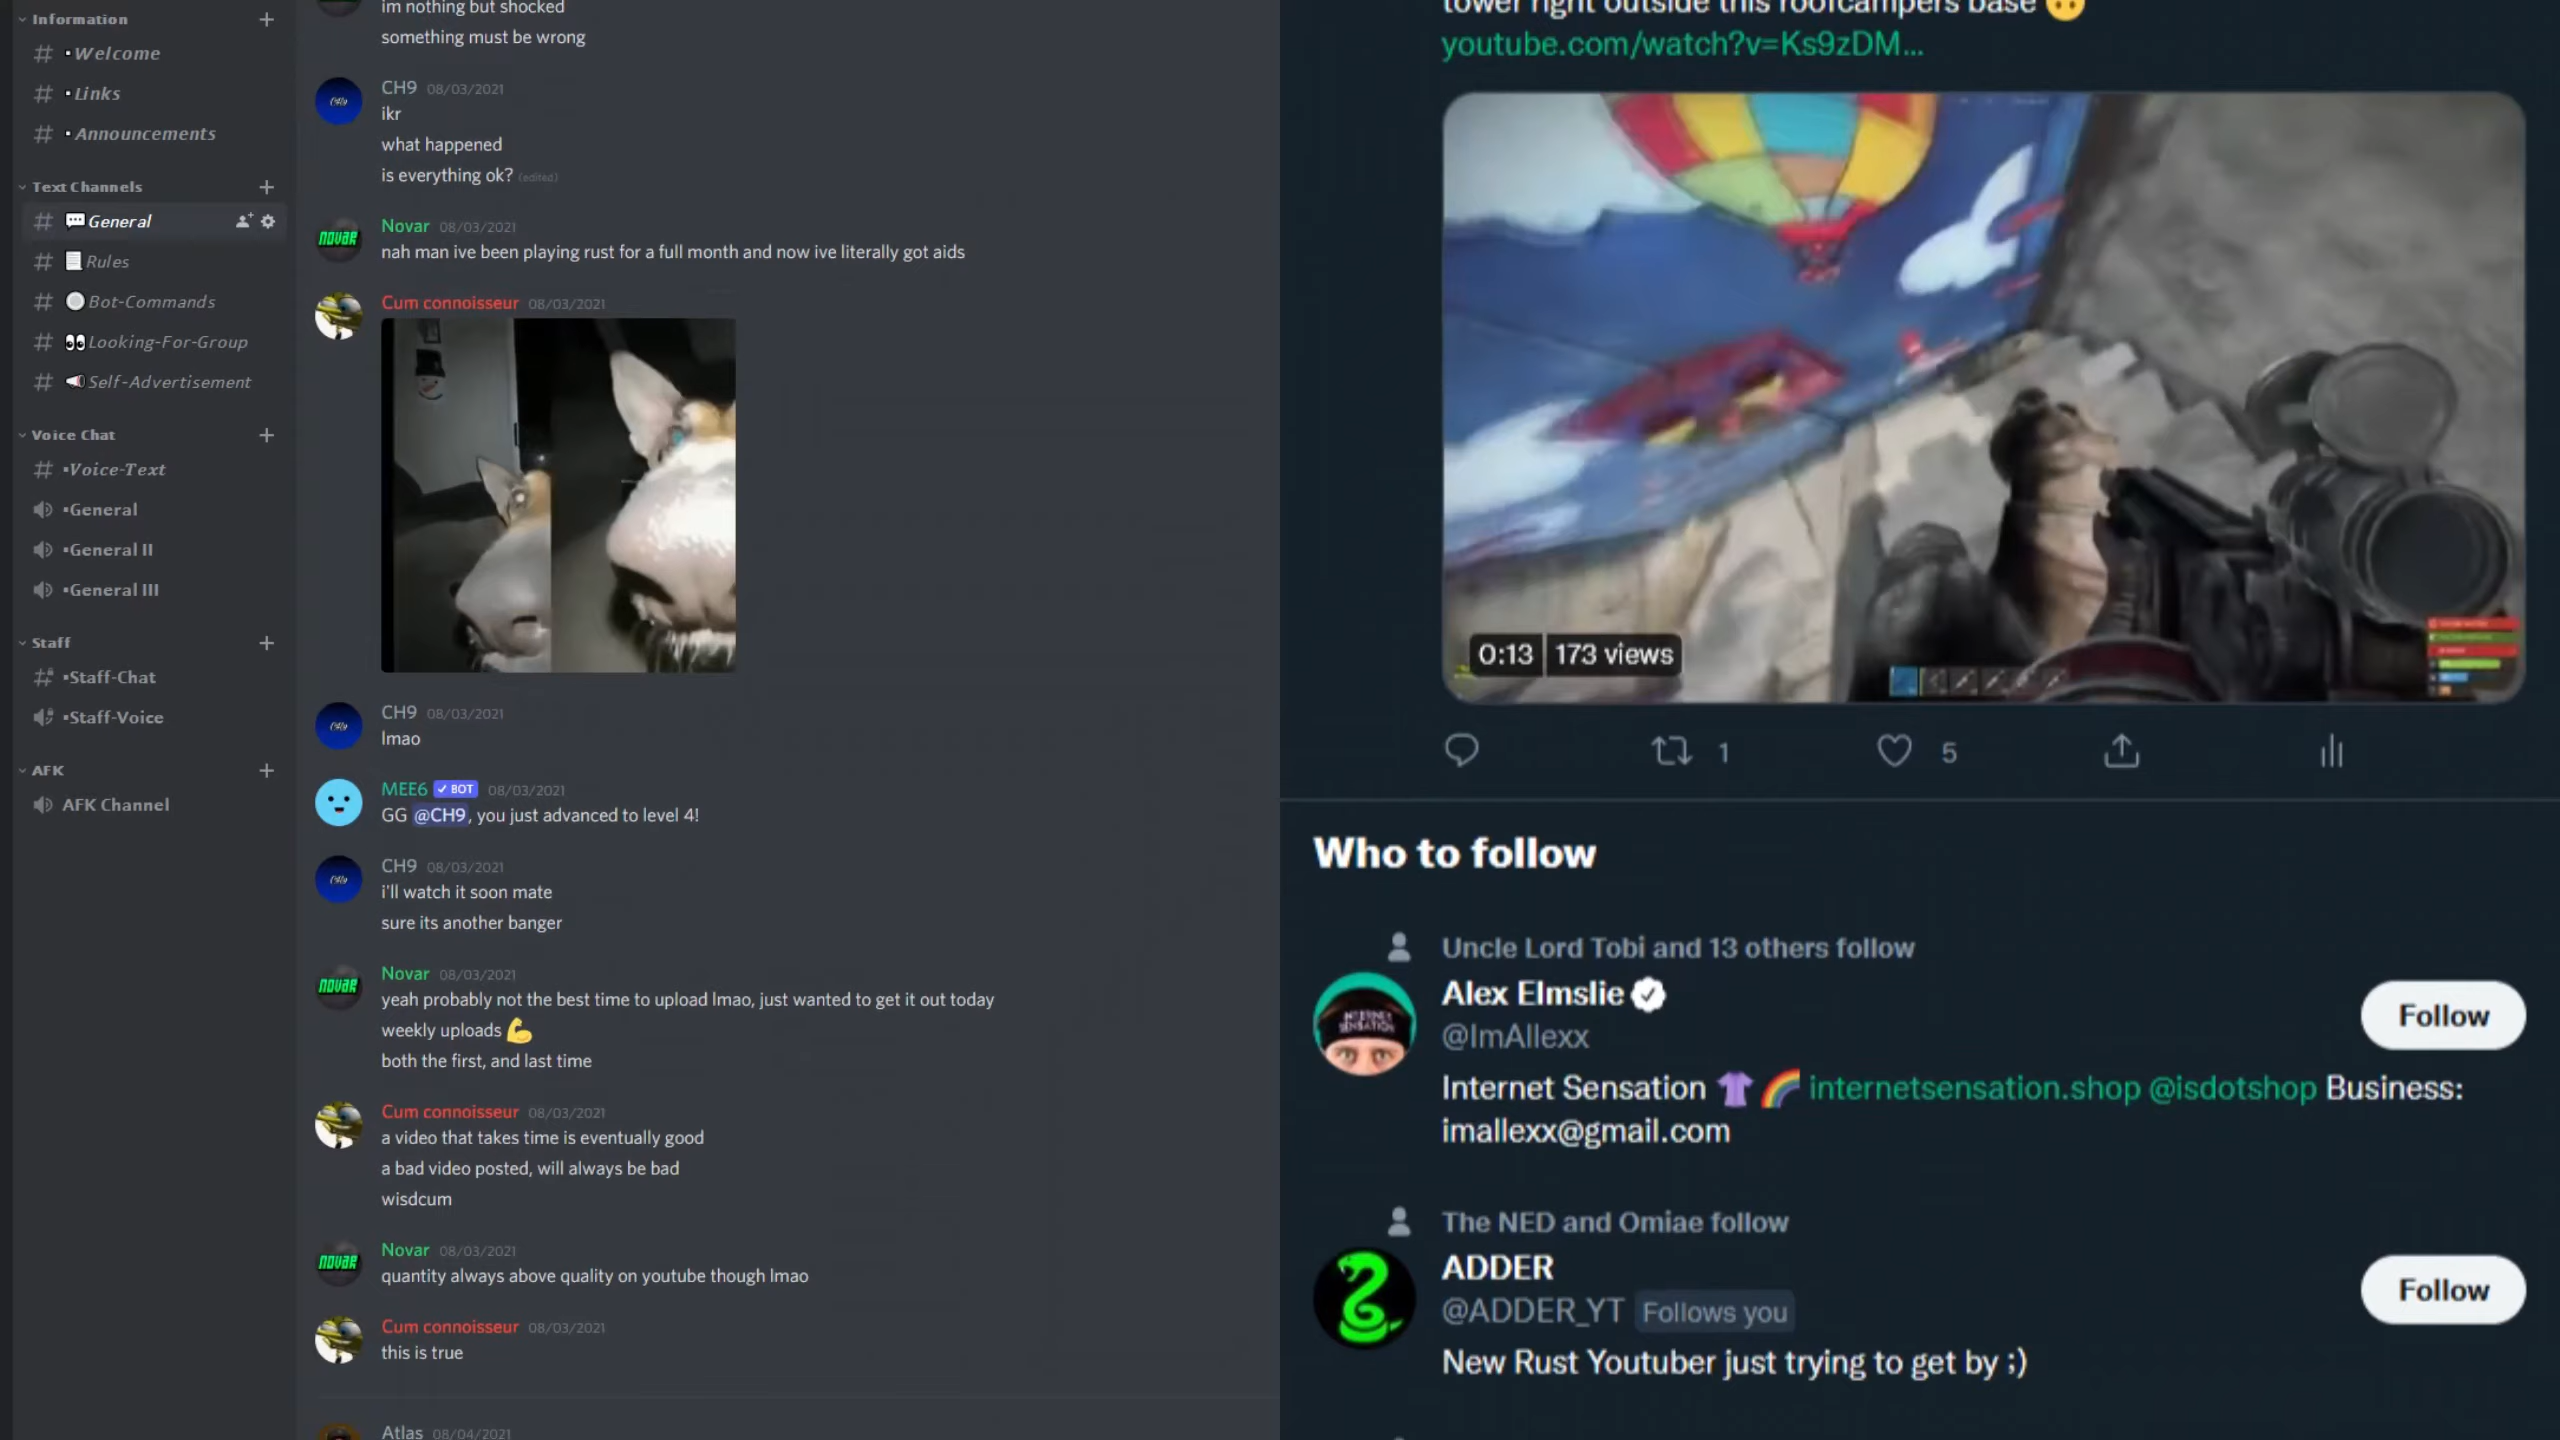 Information
Welcome
Links
Announcements
Text Channels
General
Rules
Bot-Commands
Looking-For-Group
Self-Advertisement
Voice Chat
Voice-Text
General
General II
General III
Staff
Staff-Chat
Staff-Voice
AFK
AFK Channel
im nothing but shocked
something must be wrong
CH9 08/03/2021
ikr
what happened
is everything ok? (edited)
Novar 08/03/2021
nah man ive been playing rust for a full month and now ive literally got aids
Cum connoisseur 08/03/2021
CH9 08/03/2021
lmao
MEE6 BOT 08/03/2021
GG @CH9, you just advanced to level 4!
CH9 08/03/2021
i'll watch it soon mate
sure its another banger
Novar 08/03/2021
yeah probably not the best time to upload lmao, just wanted to get it out today
weekly uploads 💪
both the first, and last time
Cum connoisseur 08/03/2021
a video that takes time is eventually good
a bad video posted, will always be bad
wisdcum
Novar 08/03/2021
quantity always above quality on youtube though lmao
Cum connoisseur 08/03/2021
this is true
Atlas 08/04/2021
tower right outside this roofcampers base 🙃
youtube.com/watch?v=Ks9zDM...
0:13 173 views
1 5
Who to follow
Uncle Lord Tobi and 13 others follow
Alex Elmslie
@ImAllexx
Follow
Internet Sensation 👚 🌈 internetsensation.shop @isdotshop Business:
imallexx@gmail.com
The NED and Omiae follow
ADDER
@ADDER_YT Follows you
Follow
New Rust Youtuber just trying to get by ;)
NOVAR
NOVAR
NOVAR
CH9
CH9
CH9
INTERNET
SENSATION